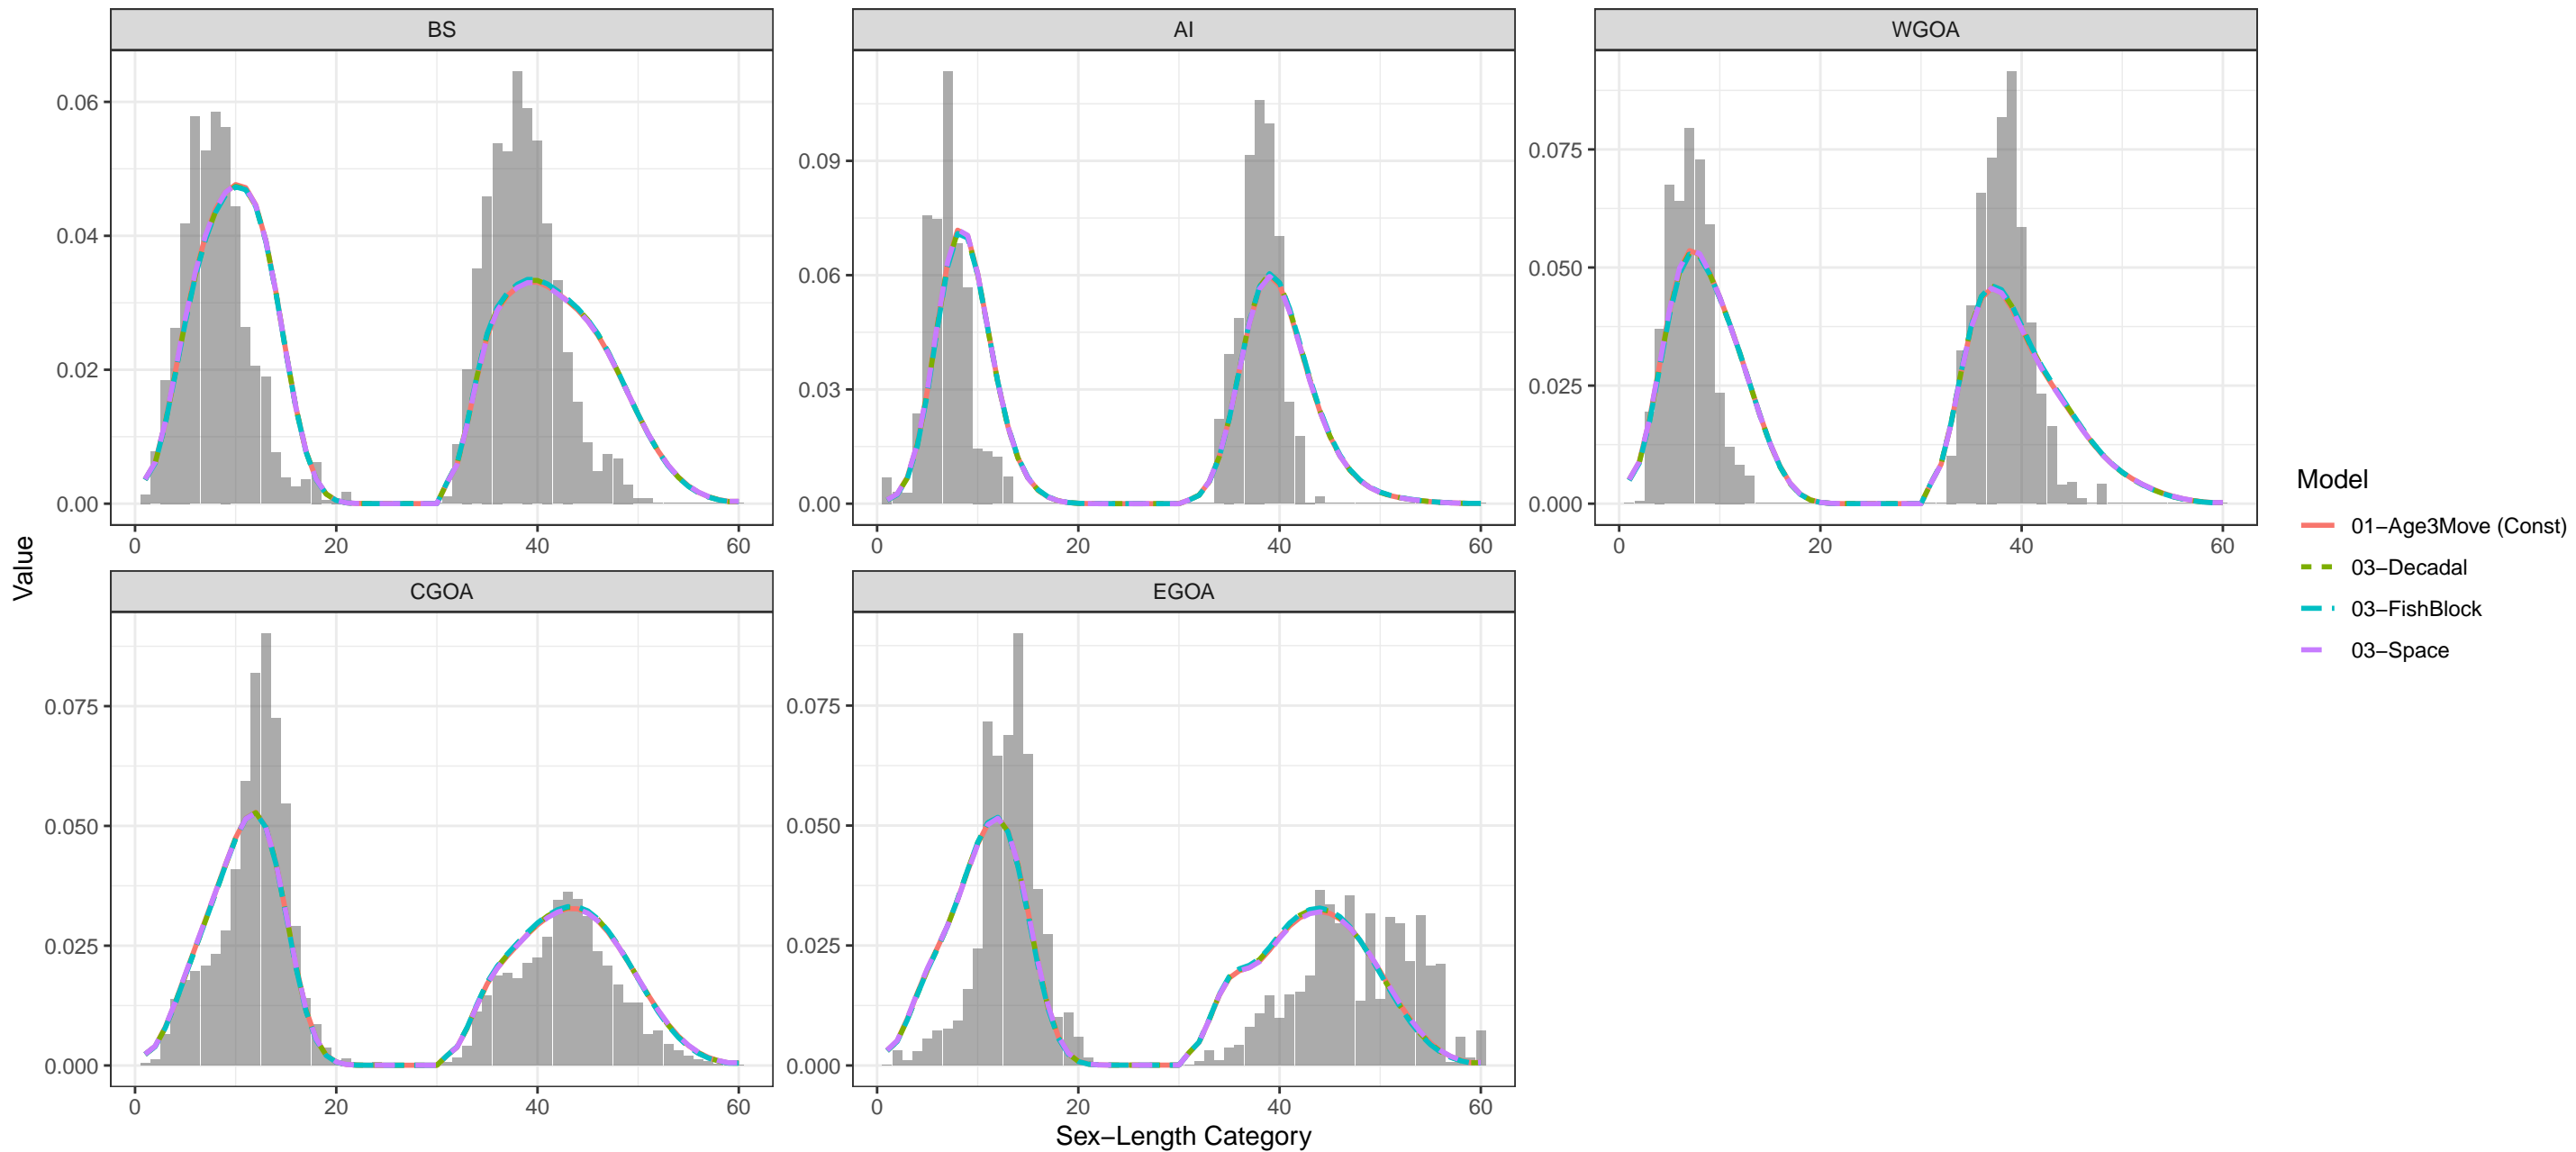 BS
AI
WGOA
0.06
0.04
0.02
0.00
0 20 40 60
0.09
0.06
0.03
0.00
0 20 40 60
0.075
0.050
0.025
0.000
0 20 40 60
Value
CGOA
EGOA
0.075
0.050
0.025
0.000
0 20 40 60
0.075
0.050
0.025
0.000
0 20 40 60
Sex−Length Category
Model
01−Age3Move (Const)
03−Decadal
03−FishBlock
03−Space